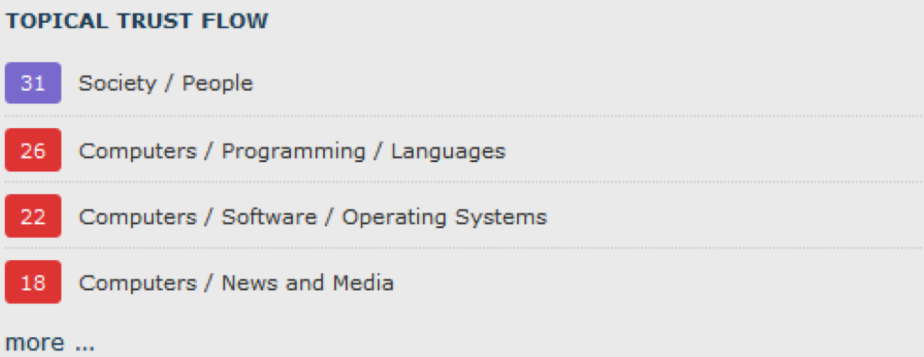 TOPICAL TRUST FLOW
31 Society / People
26 Computers / Programming / Languages
22 Computers / Software / Operating Systems
18 Computers / News and Media
more ...